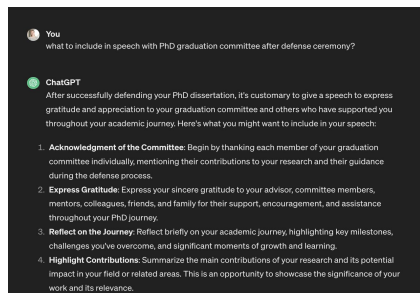 You
what to include in speech with PhD graduation committee after defense ceremony?
ChatGPT
After successfully defending your PhD dissertation, it's customary to give a speech to express
gratitude and appreciation to your graduation committee and others who have supported you
throughout your academic journey. Here's what you might want to include in your speech:
1. Acknowledgment of the Committee: Begin by thanking each member of your graduation
committee individually, mentioning their contributions to your research and their guidance
during the defense process.
2. Express Gratitude: Express your sincere gratitude to your advisor, committee members,
mentors, colleagues, friends, and family for their support, encouragement, and assistance
throughout your PhD journey.
3. Reflect on the Journey: Reflect briefly on your academic journey, highlighting key milestones,
challenges you've overcome, and significant moments of growth and learning.
4. Highlight Contributions: Summarize the main contributions of your research and its potential
impact in your field or related areas. This is an opportunity to showcase the significance of your
work and its relevance.